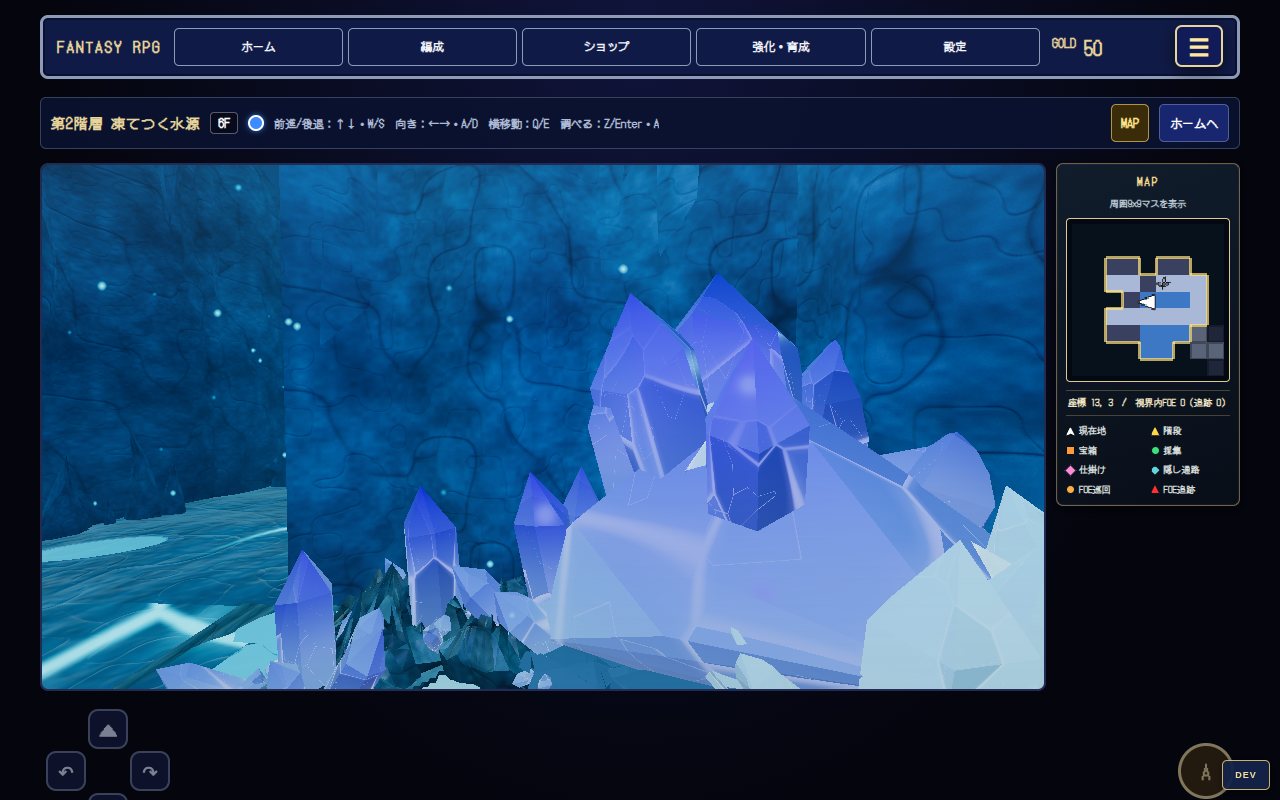 FANTASY RPG
ホーム
編成
ショップ
強化・育成
設定
GOLD 50
第2階層 凍てつく水源
6F
前進/後退：↑↓・W/S 向き：←→・A/D 横移動：Q/E 調べる：Z/Enter・A
MAP
ホームへ
MAP
周囲9x9マスを表示
座標 13, 3 / 視界内FOE 0 (追跡 0)
現在地
階段
宝箱
採集
仕掛け
隠し通路
FOE巡回
FOE追跡
A
DEV